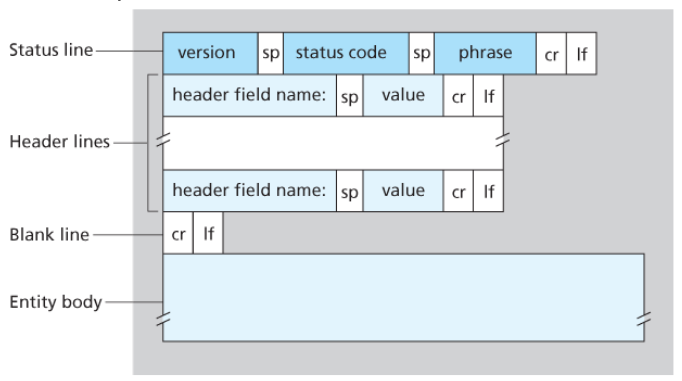 Status line
version sp status code sp phrase cr lf
header field name: sp value cr lf
Header lines
header field name: sp value cr lf
Blank line
cr lf
Entity body